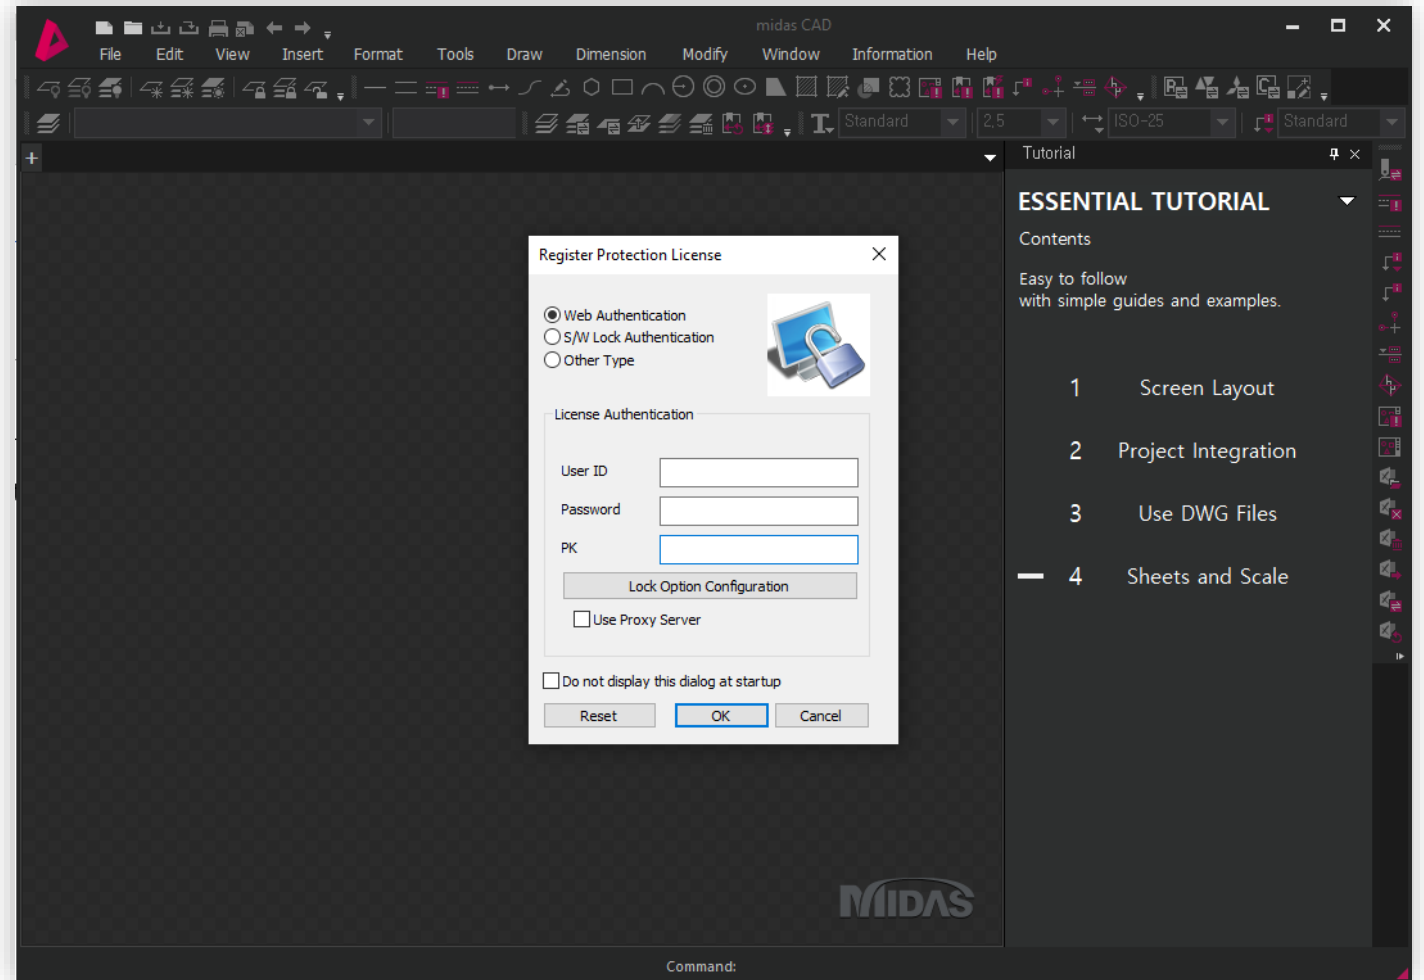 midas CAD
File Edit View Insert Format Tools Draw Dimension Modify Window Information Help
Standard 2,5 ISO-25 Standard
Tutorial
ESSENTIAL TUTORIAL
Contents
Easy to follow
with simple guides and examples.
1 Screen Layout
2 Project Integration
3 Use DWG Files
4 Sheets and Scale
Register Protection License
Web Authentication
S/W Lock Authentication
Other Type
License Authentication
User ID
Password
PK
Lock Option Configuration
Use Proxy Server
Do not display this dialog at startup
Reset OK Cancel
MIDAS
Command: